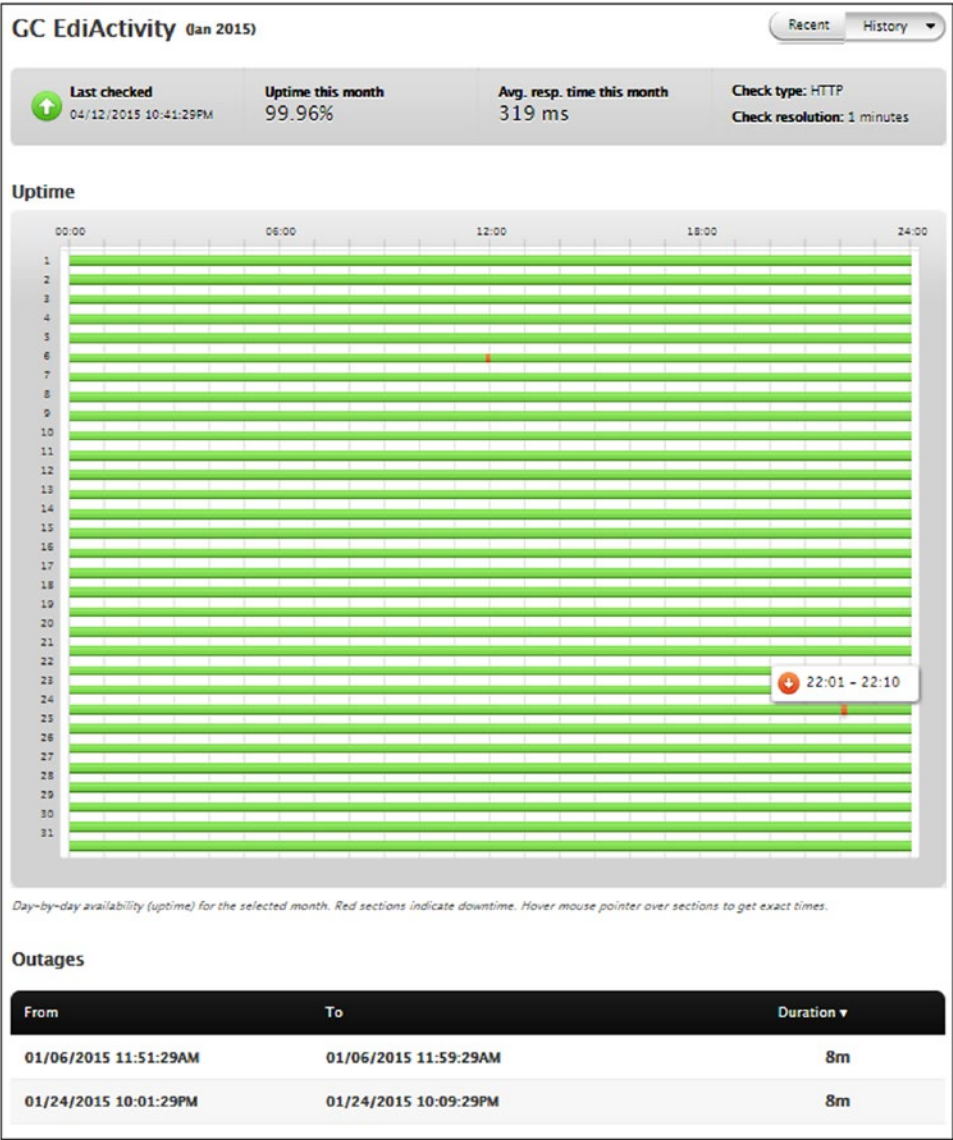 GC EdiActivity (Jan 2015)
Recent History
Last checked
04/12/2015 10:41:29PM
Uptime this month
99.96%
Avg. resp. time this month
319 ms
Check type: HTTP
Check resolution: 1 minutes
Uptime
00:00 06:00 12:00 18:00 24:00
1
2
3
4
5
6
7
8
9
10
11
12
13
14
15
16
17
18
19
20
21
22
23
22:01 - 22:10
24
25
26
27
28
29
30
31
Day-by-day availability (uptime) for the selected month. Red sections indicate downtime. Hover mouse pointer over sections to get exact times.
Outages
From To Duration
01/06/2015 11:51:29AM 01/06/2015 11:59:29AM 8m
01/24/2015 10:01:29PM 01/24/2015 10:09:29PM 8m